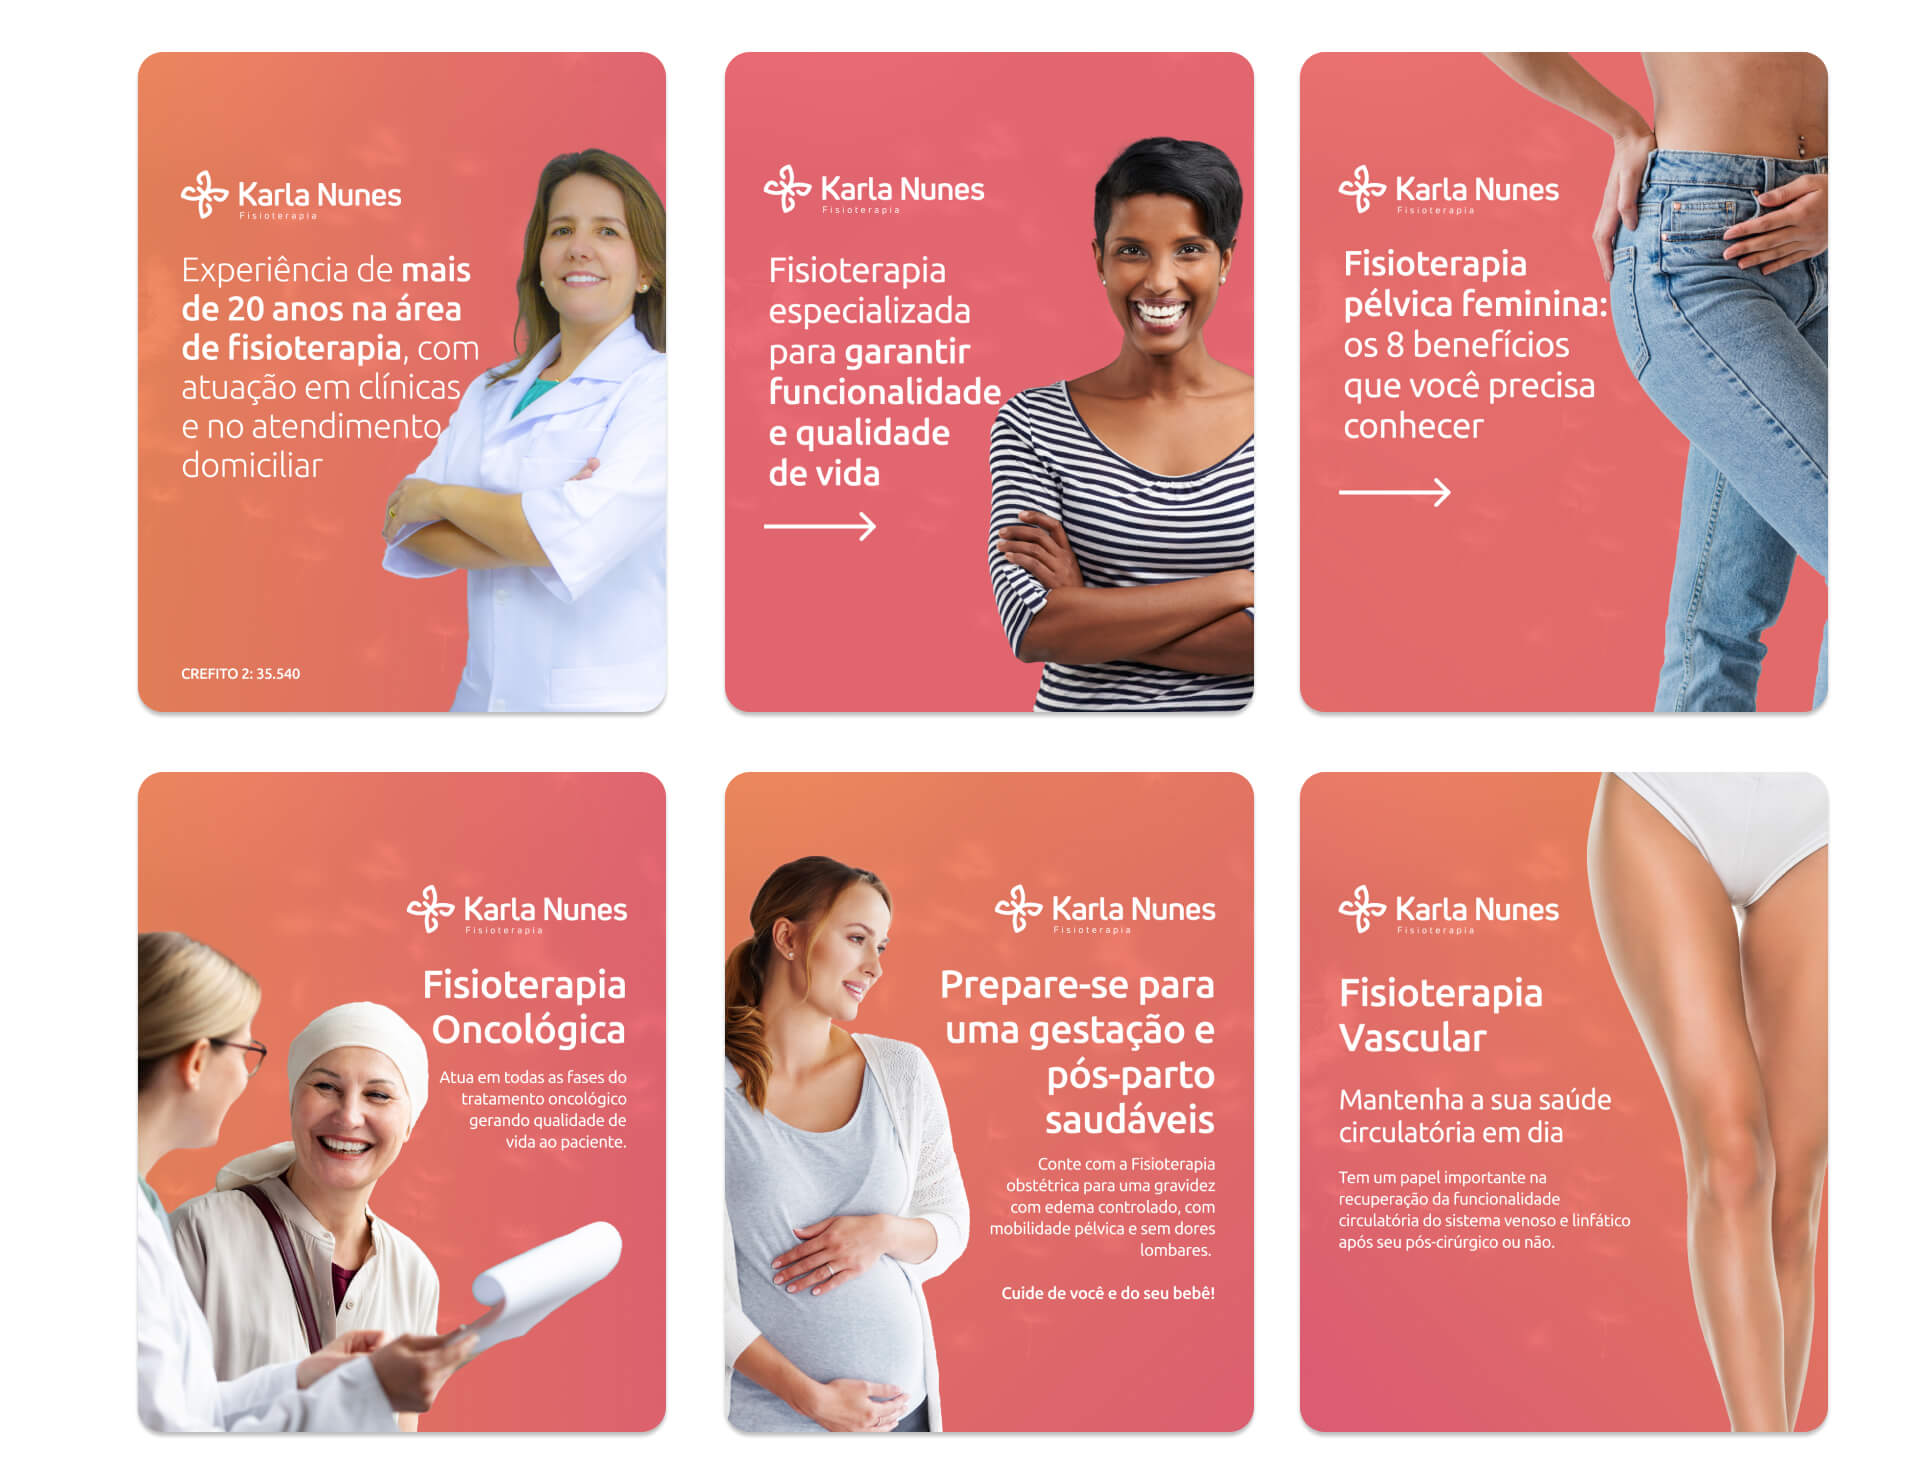 Karla Nunes
Fisioterapia
Experiência de mais
de 20 anos na área
de fisioterapia, com
atuação em clínicas
e no atendimento
domiciliar
CREFITO 2: 35.540
Karla Nunes
Fisioterapia
Fisioterapia
especializada
para garantir
funcionalidade
e qualidade
de vida
Karla Nunes
Fisioterapia
Fisioterapia
pélvica feminina:
os 8 benefícios
que você precisa
conhecer
Karla Nunes
Fisioterapia
Fisioterapia
Oncológica
Atua em todas as fases do
tratamento oncológico
gerando qualidade de
vida ao paciente.
Karla Nunes
Fisioterapia
Prepare-se para
uma gestação e
pós-parto
saudáveis
Conte com a Fisioterapia
obstétrica para uma gravidez
com edema controlado, com
mobilidade pélvica e sem dores
lombares.
Cuide de você e do seu bebê!
Karla Nunes
Fisioterapia
Fisioterapia
Vascular
Mantenha a sua saúde
circulatória em dia
Tem um papel importante na
recuperação da funcionalidade
circulatória do sistema venoso e linfático
após seu pós-cirúrgico ou não.